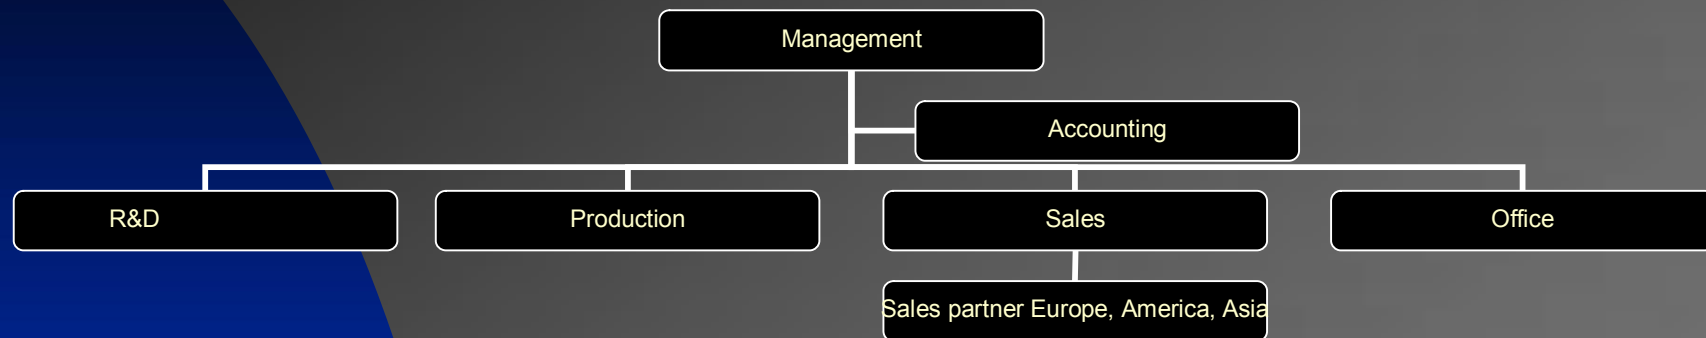 Management
Accounting
R&D
Production
Sales
Office
Sales partner Europe, America, Asia